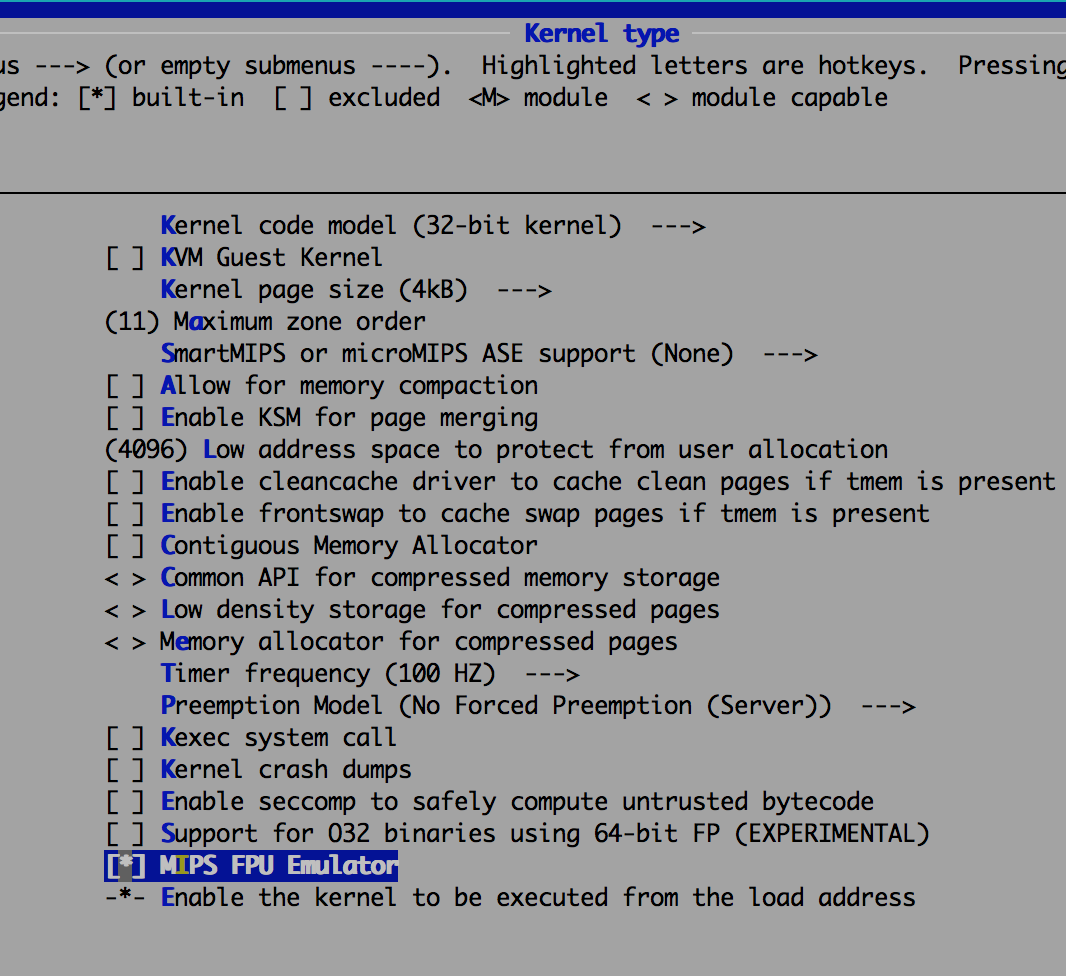 Kernel type
us ---> (or empty submenus ----).  Highlighted letters are hotkeys.  Pressing
gend: [*] built-in  [ ] excluded  <M> module  < > module capable
Kernel code model (32-bit kernel)  --->
[ ] KVM Guest Kernel
Kernel page size (4kB)  --->
(11) Maximum zone order
SmartMIPS or microMIPS ASE support (None)  --->
[ ] Allow for memory compaction
[ ] Enable KSM for page merging
(4096) Low address space to protect from user allocation
[ ] Enable cleancache driver to cache clean pages if tmem is present
[ ] Enable frontswap to cache swap pages if tmem is present
[ ] Contiguous Memory Allocator
< > Common API for compressed memory storage
< > Low density storage for compressed pages
< > Memory allocator for compressed pages
Timer frequency (100 HZ)  --->
Preemption Model (No Forced Preemption (Server))  --->
[ ] Kexec system call
[ ] Kernel crash dumps
[ ] Enable seccomp to safely compute untrusted bytecode
[ ] Support for O32 binaries using 64-bit FP (EXPERIMENTAL)
[*] MIPS FPU Emulator
-*- Enable the kernel to be executed from the load address